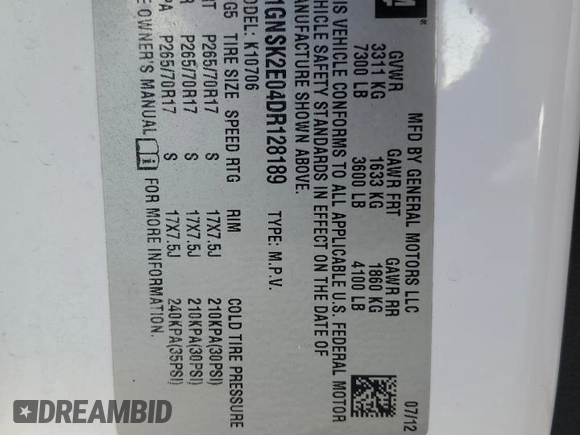 MFD BY GENERAL MOTORS LLC 07/12
GVWR GAWR FRT GAWR RR
3311 KG 1633 KG 1860 KG
7300 LB 3600 LB 4100 LB
IS VEHICLE CONFORMS TO ALL APPLICABLE U.S. FEDERAL MOTOR
EHICLE SAFETY STANDARDS IN EFFECT ON THE DATE OF
MANUFACTURE SHOWN ABOVE.
1GNSK2E04DR128189 TYPE: M.P.V.
MODEL: K10706
TIRE SIZE SPEED RTG RIM COLD TIRE PRESSURE
P265/70R17 S 17X7.5J 210KPA(30PSI)
P265/70R17 S 17X7.5J 210KPA(30PSI)
P265/70R17 S 17X7.5J 240KPA(35PSI)
OWNER'S MANUAL FOR MORE INFORMATION.
DREAMBID